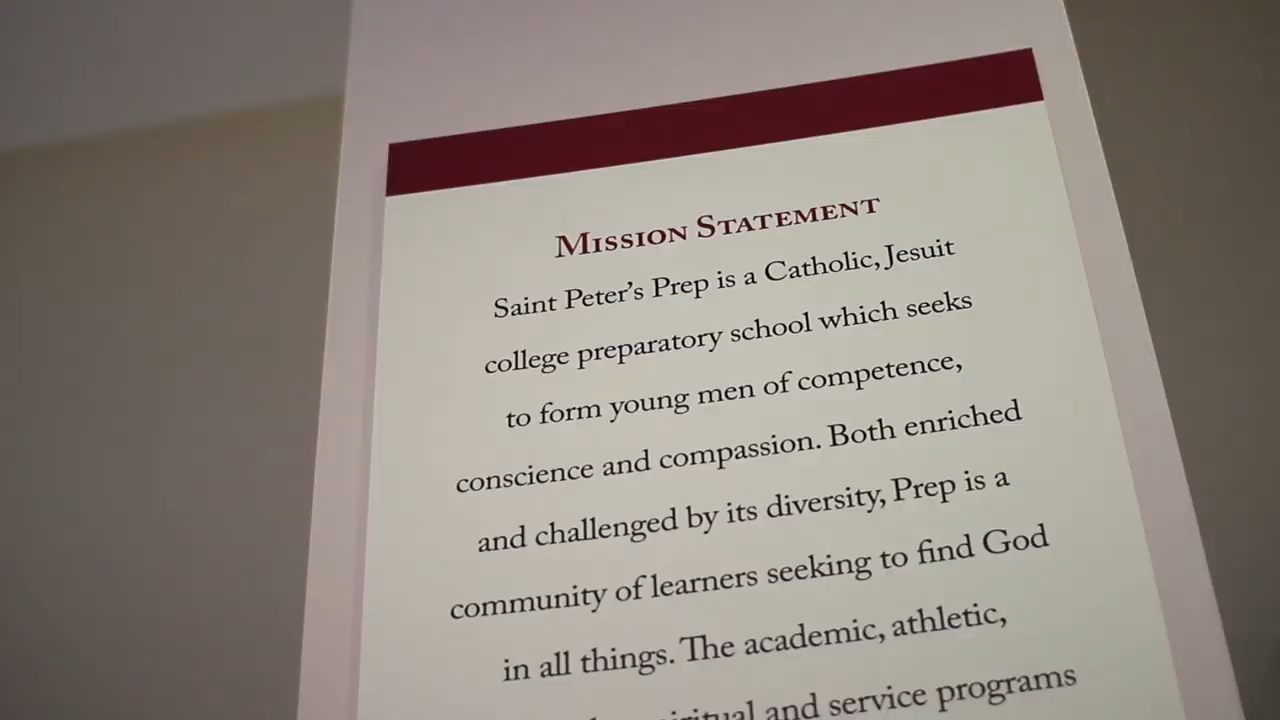 MISSION STATEMENT
Saint Peter's Prep is a Catholic, Jesuit
college preparatory school which seeks
to form young men of competence,
conscience and compassion. Both enriched
and challenged by its diversity, Prep is a
community of learners seeking to find God
in all things. The academic, athletic,
and service programs